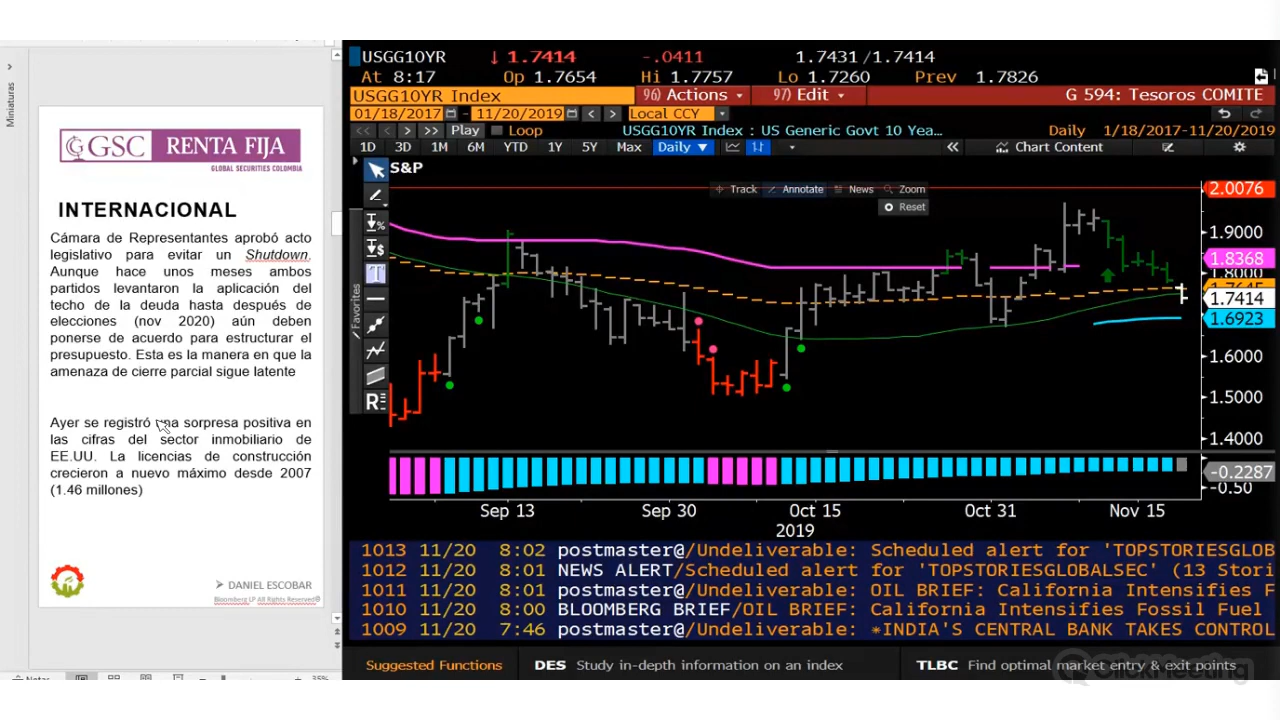 Miniaturas
GSC RENTA FIJA
GLOBAL SECURITIES COLOMBIA
INTERNACIONAL
Cámara de Representantes aprobó acto
legislativo para evitar un Shutdown.
Aunque hace unos meses ambos
partidos levantaron la aplicación del
techo de la deuda hasta después de
elecciones (nov 2020) aún deben
ponerse de acuerdo para estructurar el
presupuesto. Esta es la manera en que la
amenaza de cierre parcial sigue latente
Ayer se registró una sorpresa positiva en
las cifras del sector inmobiliario de
EE.UU. La licencias de construcción
crecieron a nuevo máximo desde 2007
(1.46 millones)
DANIEL ESCOBAR
Bloomberg LP All Rights Reserved®
Notas 35%
USGG10YR ↓ 1.7414 -.0411 1.7431/1.7414
At 8:17 Op 1.7654 Hi 1.7757 Lo 1.7260 Prev 1.7826
USGG10YR Index 96) Actions 97) Edit G 594: Tesoros COMITE
01/18/2017 - 11/20/2019 < > Local CCY
<< < > >> Play Loop USGG10YR Index : US Generic Govt 10 Yea... Daily 1/18/2017-11/20/2019
1D 3D 1M 6M YTD 1Y 5Y Max Daily ▼ « Chart Content
S&P
Track Annotate News Zoom
Reset
Favorites
2.0076
1.9000
1.8368
1.8000
1.7414
1.6923
1.6000
1.5000
1.4000
-0.2287
-0.50
Sep 13 Sep 30 Oct 15 Oct 31 Nov 15
2019
1013 11/20 8:02 postmaster@/Undeliverable: Scheduled alert for 'TOPSTORIESGLOB
1012 11/20 8:01 NEWS ALERT/Scheduled alert for 'TOPSTORIESGLOBALSEC' (13 Stori
1011 11/20 8:01 postmaster@/Undeliverable: OIL BRIEF: California Intensifies F
1010 11/20 8:00 BLOOMBERG BRIEF/OIL BRIEF: California Intensifies Fossil Fuel
1009 11/20 7:46 postmaster@/Undeliverable: *INDIA'S CENTRAL BANK TAKES CONTROL
Suggested Functions DES Study in-depth information on an index TLBC Find optimal market entry & exit points
ClickMeeting